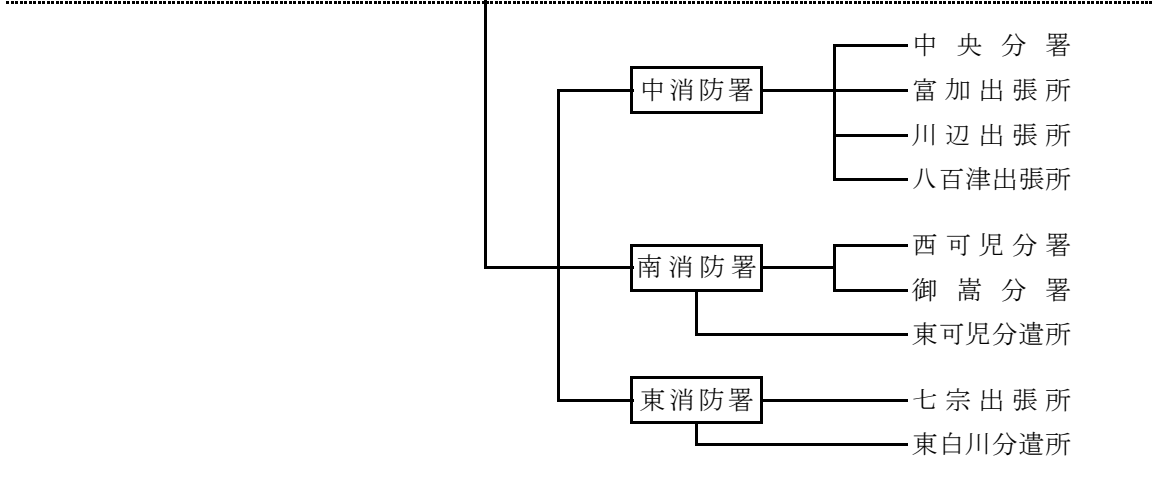 中央分署
中消防署
富加出張所
川辺出張所
八百津出張所
西可児分署
南消防署
御嵩分署
東可児分遣所
東消防署
七宗出張所
東白川分遣所